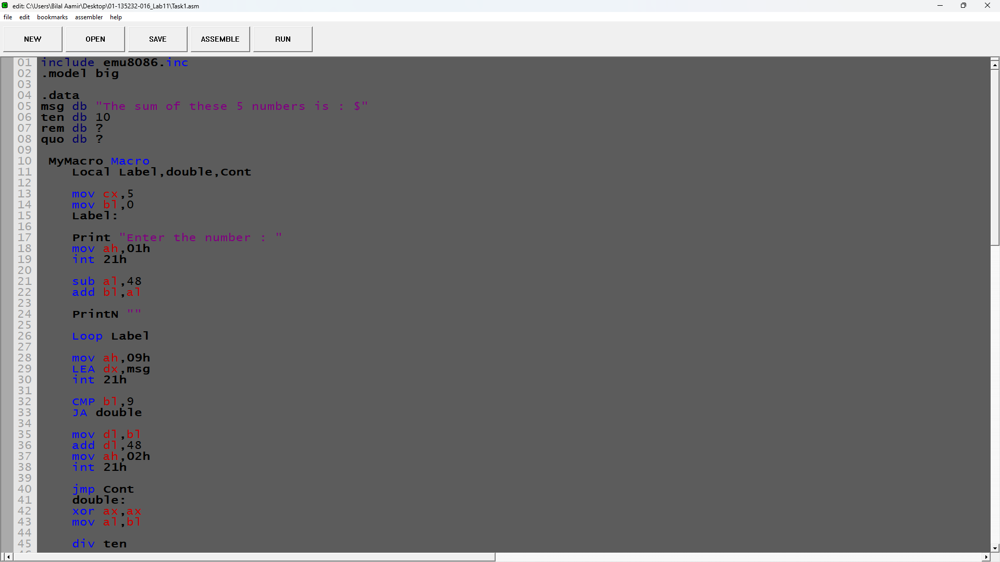 edit: C:\Users\Bilal Aamir\Desktop\01-135232-016_Lab11\Task1.asm
file edit bookmarks assembler help
NEW OPEN SAVE ASSEMBLE RUN
01 include emu8086.inc
02 .model big
03
04 .data
05 msg db "The sum of these 5 numbers is : $"
06 ten db 10
07 rem db ?
08 quo db ?
09
10 MyMacro Macro
11 Local Label,double,Cont
12
13 mov cx,5
14 mov bl,0
15 Label:
16
17 Print "Enter the number : "
18 mov ah,01h
19 int 21h
20
21 sub al,48
22 add bl,al
23
24 PrintN ""
25
26 Loop Label
27
28 mov ah,09h
29 LEA dx,msg
30 int 21h
31
32 CMP bl,9
33 JA double
34
35 mov dl,bl
36 add dl,48
37 mov ah,02h
38 int 21h
39
40 jmp Cont
41 double:
42 xor ax,ax
43 mov al,bl
44
45 div ten